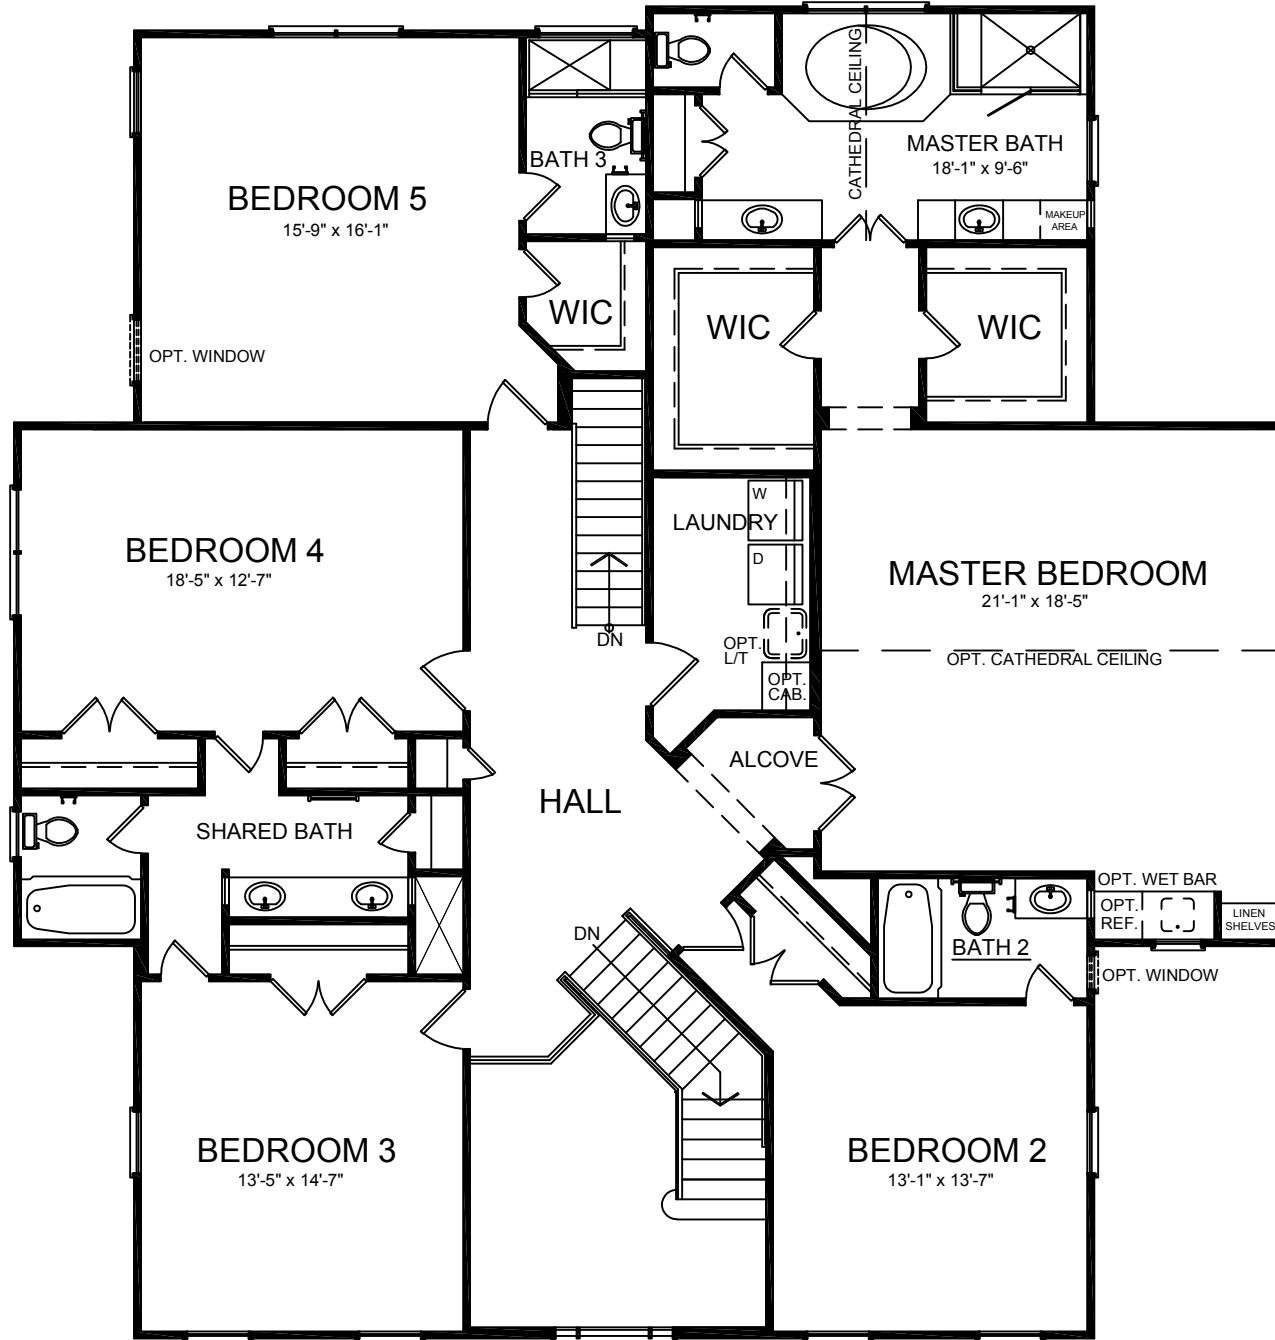 CATHEDRAL CEILING
MASTER BATH
18'-1" x 9'-6"
BATH 3
BEDROOM 5
15'-9" x 16'-1"
MAKEUP
AREA
WIC
WIC
WIC
OPT. WINDOW
W
LAUNDRY
D
BEDROOM 4
18'-5" x 12'-7"
MASTER BEDROOM
21'-1" x 18'-5"
DN
OPT.
L/T
OPT. CATHEDRAL CEILING
OPT.
CAB.
ALCOVE
HALL
SHARED BATH
OPT. WET BAR
OPT.
REF.
LINEN
SHELVES
DN
BATH 2
OPT. WINDOW
BEDROOM 3
13'-5" x 14'-7"
BEDROOM 2
13'-1" x 13'-7"